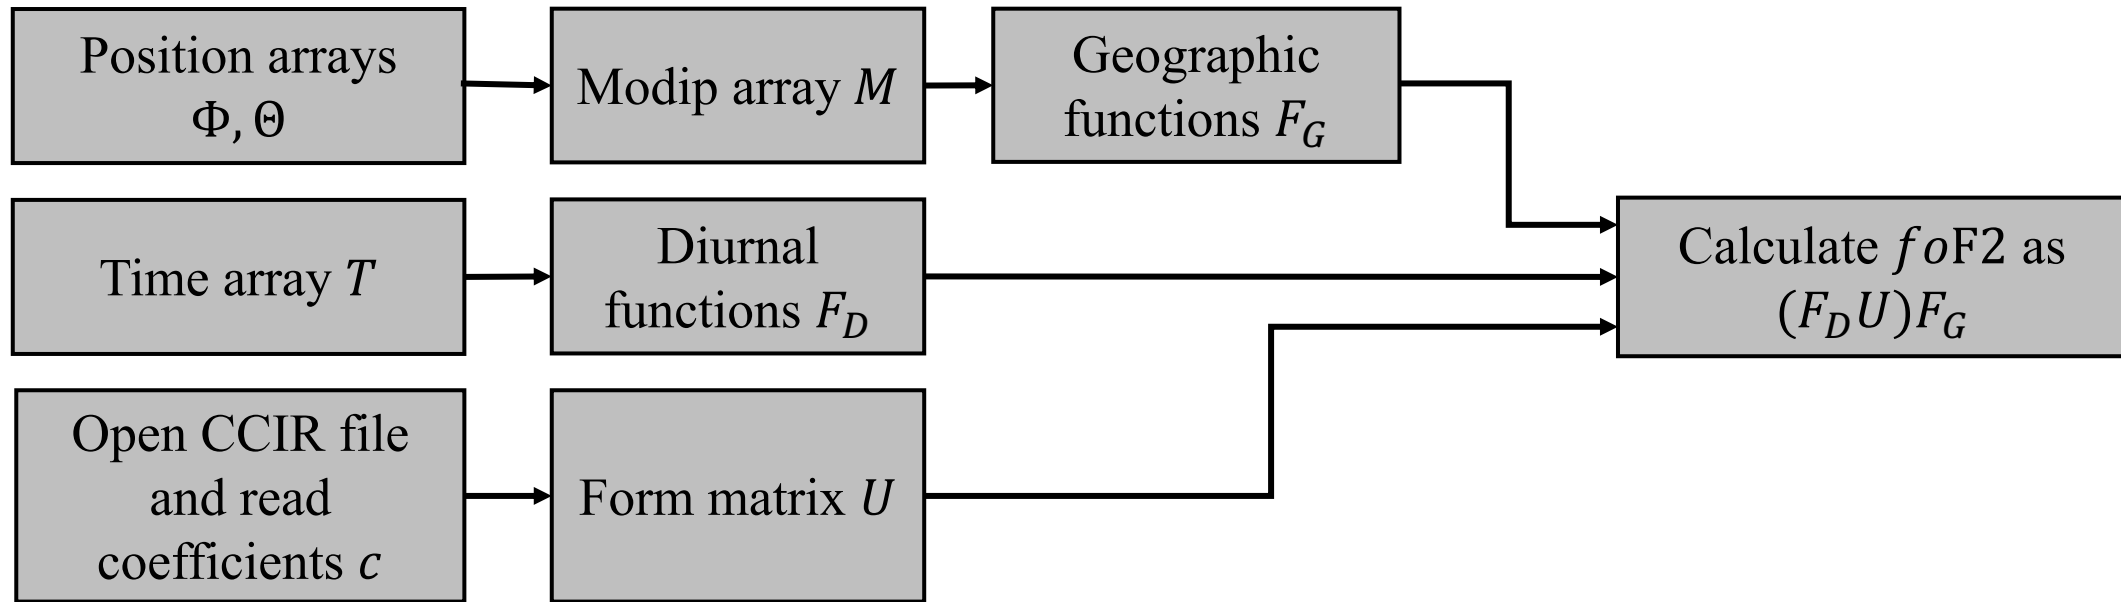 Position arrays
Φ, Θ
Modip array M
Geographic
functions F_G
Time array T
Diurnal
functions F_D
Calculate foF2 as
(F_D U)F_G
Open CCIR file
and read
coefficients c
Form matrix U